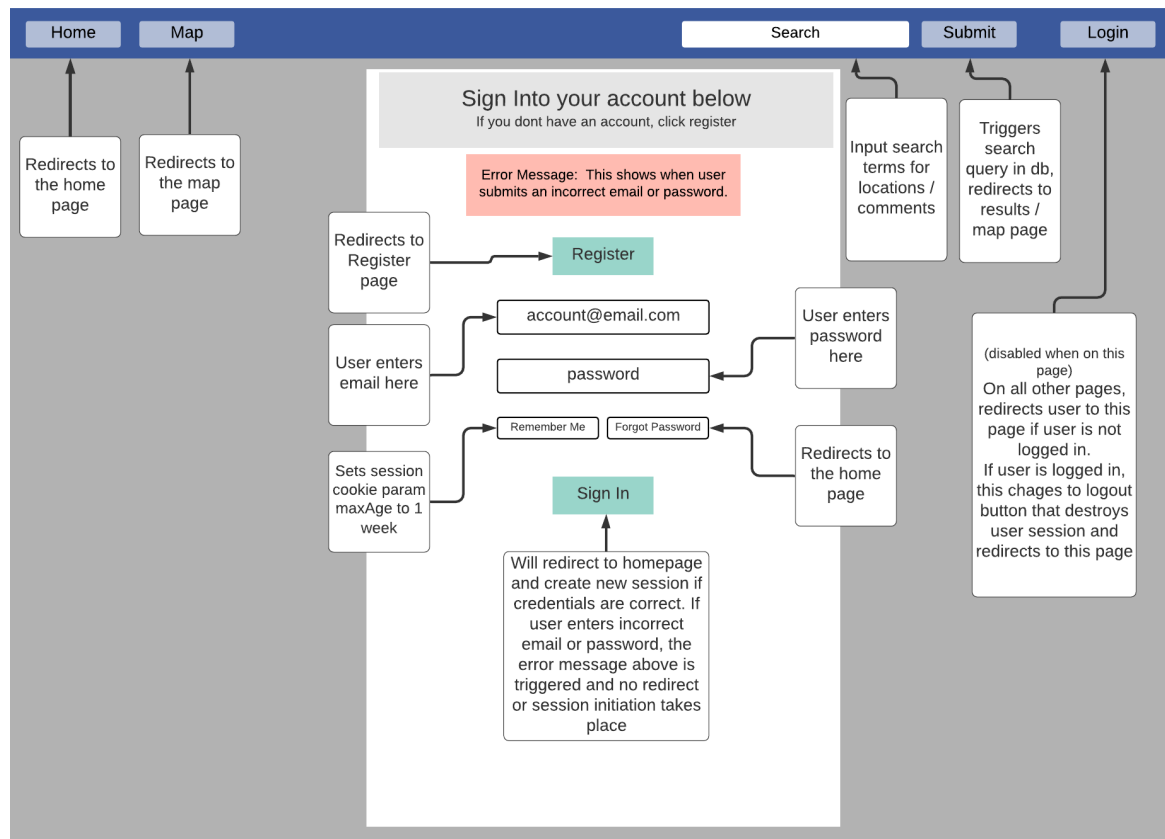 Home
Map
Search
Submit
Login
Sign Into your account below
If you dont have an account, click register
Error Message:  This shows when user
submits an incorrect email or password.
Redirects to
the home
page
Redirects to
the map
page
Input search
terms for
locations /
comments
Triggers
search
query in db,
redirects to
results /
map page
Redirects to
Register
page
Register
User enters
email here
account@email.com
User enters
password
here
password
Remember Me
Forgot Password
Sets session
cookie param
maxAge to 1
week
Redirects to
the home
page
Sign In
Will redirect to homepage
and create new session if
credentials are correct. If
user enters incorrect
email or password, the
error message above is
triggered and no redirect
or session initiation takes
place
(disabled when on this
page)
On all other pages,
redirects user to this
page if user is not
logged in.
If user is logged in,
this chages to logout
button that destroys
user session and
redirects to this page